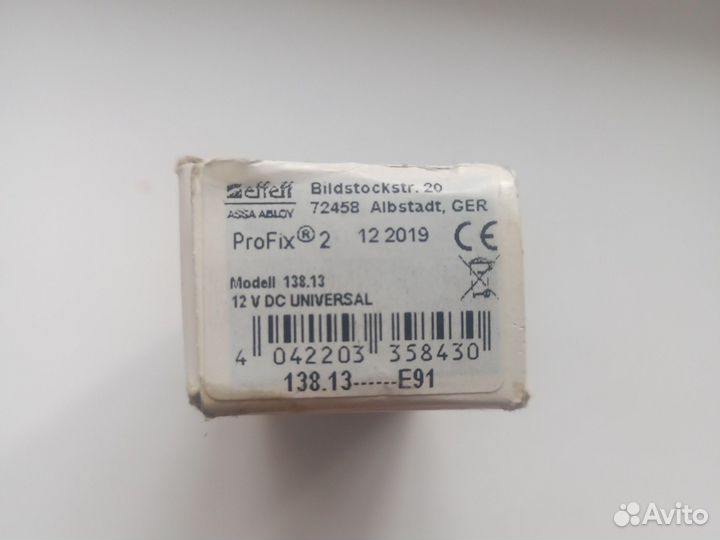 effeff
ASSA ABLOY
Bildstockstr. 20
72458 Albstadt, GER
ProFix® 2 12 2019 CE
Modell 138.13
12 V DC UNIVERSAL
4 042203 358430
138.13------E91
Avito